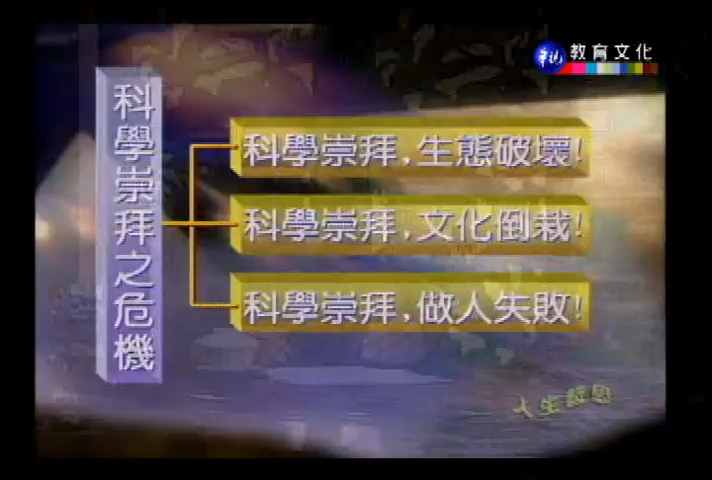 華視 教育文化
科學崇拜之危機
科學崇拜,生態破壞!
科學崇拜,文化倒栽!
科學崇拜,做人失敗!
人生哲學